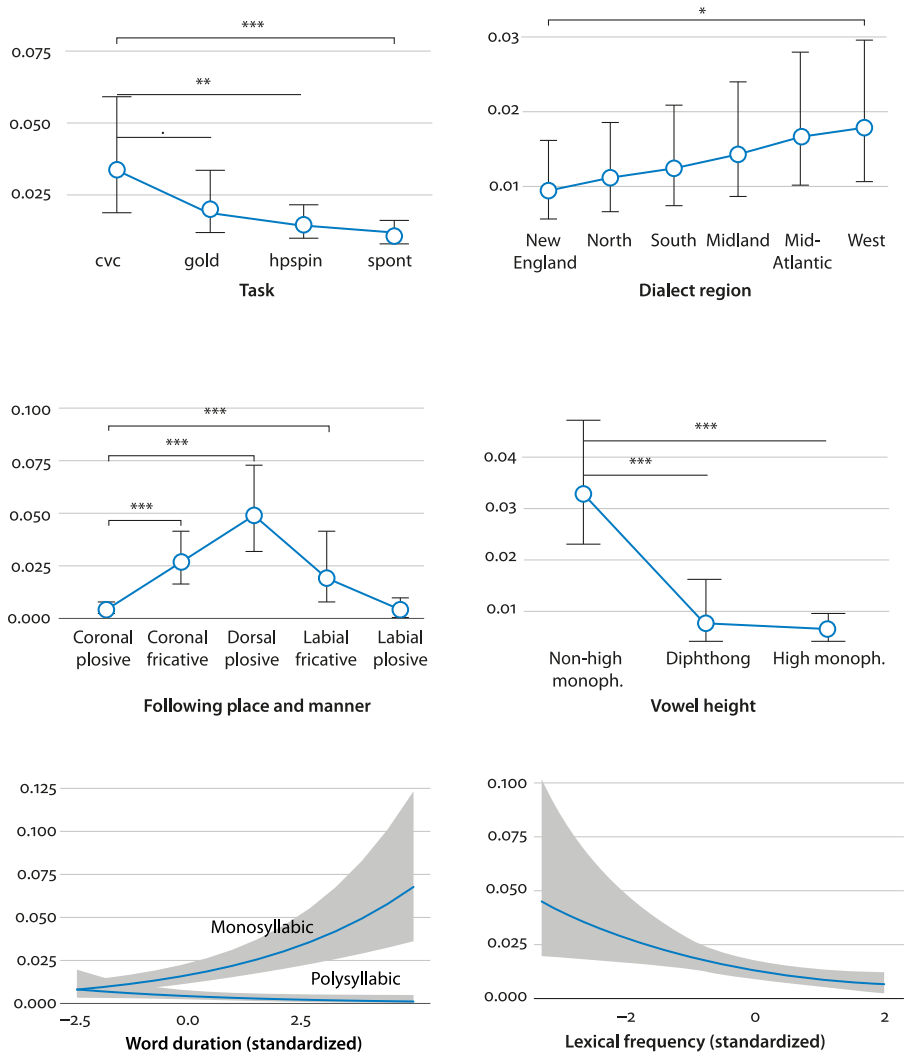 ***
0.075
**
0.050
.
0.025
cvc gold hpspin spont
Task
*
0.03
0.02
0.01
New England North South Midland Mid-Atlantic West
Dialect region
0.100
***
0.075
***
0.050
***
0.025
0.000
Coronal plosive Coronal fricative Dorsal plosive Labial fricative Labial plosive
Following place and manner
***
0.04
***
0.03
0.02
0.01
Non-high monoph. Diphthong High monoph.
Vowel height
0.125
0.100
0.075
0.050
Monosyllabic
0.025
Polysyllabic
0.000
−2.5 0.0 2.5
Word duration (standardized)
0.100
0.075
0.050
0.025
0.000
−2 0 2
Lexical frequency (standardized)